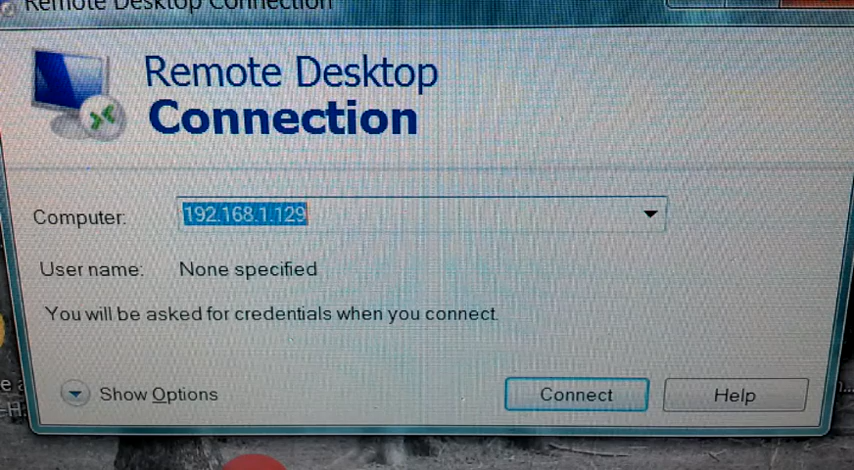 Remote Desktop Connection
Remote Desktop
Connection
Computer: 192.168.1.129
User name: None specified
You will be asked for credentials when you connect.
Show Options Connect Help